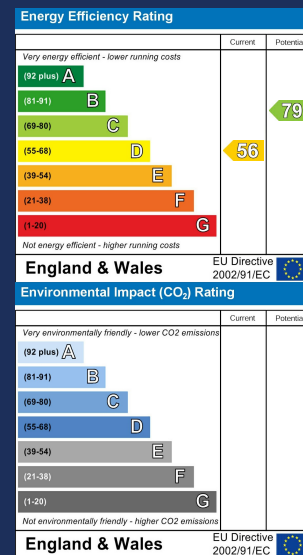 Energy Efficiency Rating
Current Potentia
Very energy efficient - lower running costs
(92 plus) A
(81-91) B
(69-80) C
79
(55-68) D
56
(39-54) E
(21-38) F
(1-20) G
Not energy efficient - higher running costs
England & Wales
EU Directive
2002/91/EC
Environmental Impact (CO₂) Rating
Current Potentia
Very environmentally friendly - lower CO2 emissions
(92 plus) A
(81-91) B
(69-80) C
(55-68) D
(39-54) E
(21-38) F
(1-20) G
Not environmentally friendly - higher CO2 emissions
England & Wales
EU Directive
2002/91/EC